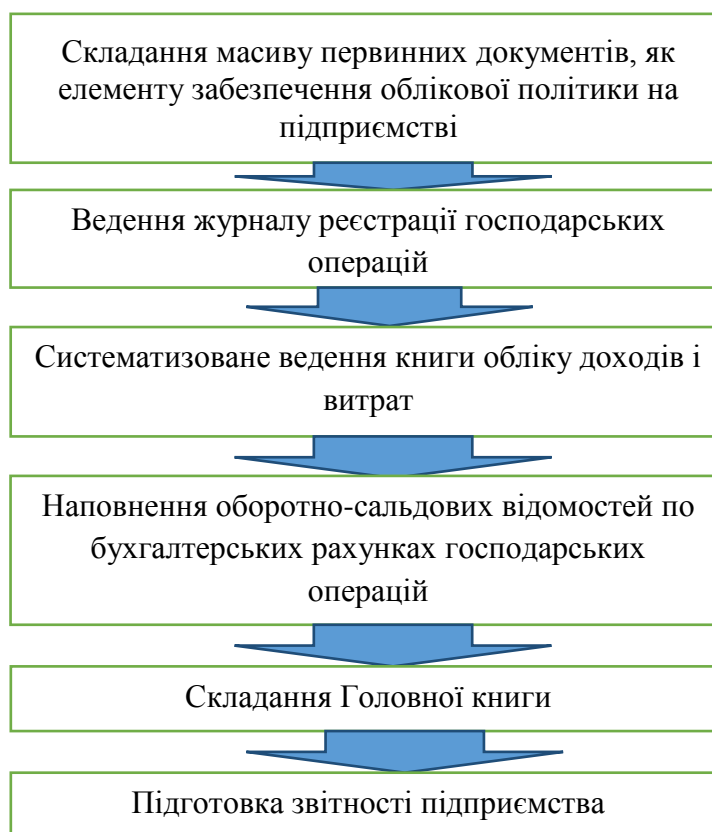 Складання масиву первинних документів, як
елементу забезпечення облікової політики на
підприємстві
Ведення журналу реєстрації господарських
операцій
Систематизоване ведення книги обліку доходів і
витрат
Наповнення оборотно-сальдових відомостей по
бухгалтерських рахунках господарських
операцій
Складання Головної книги
Підготовка звітності підприємства